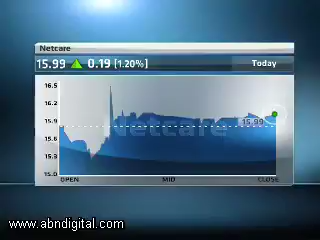 Netcare
15.99 0.19 [1.20%] Today
16.5
16.2
15.9
15.6
15.3
15.0
15.99
Netcare
OPEN MID CLOSE
www.abndigital.com